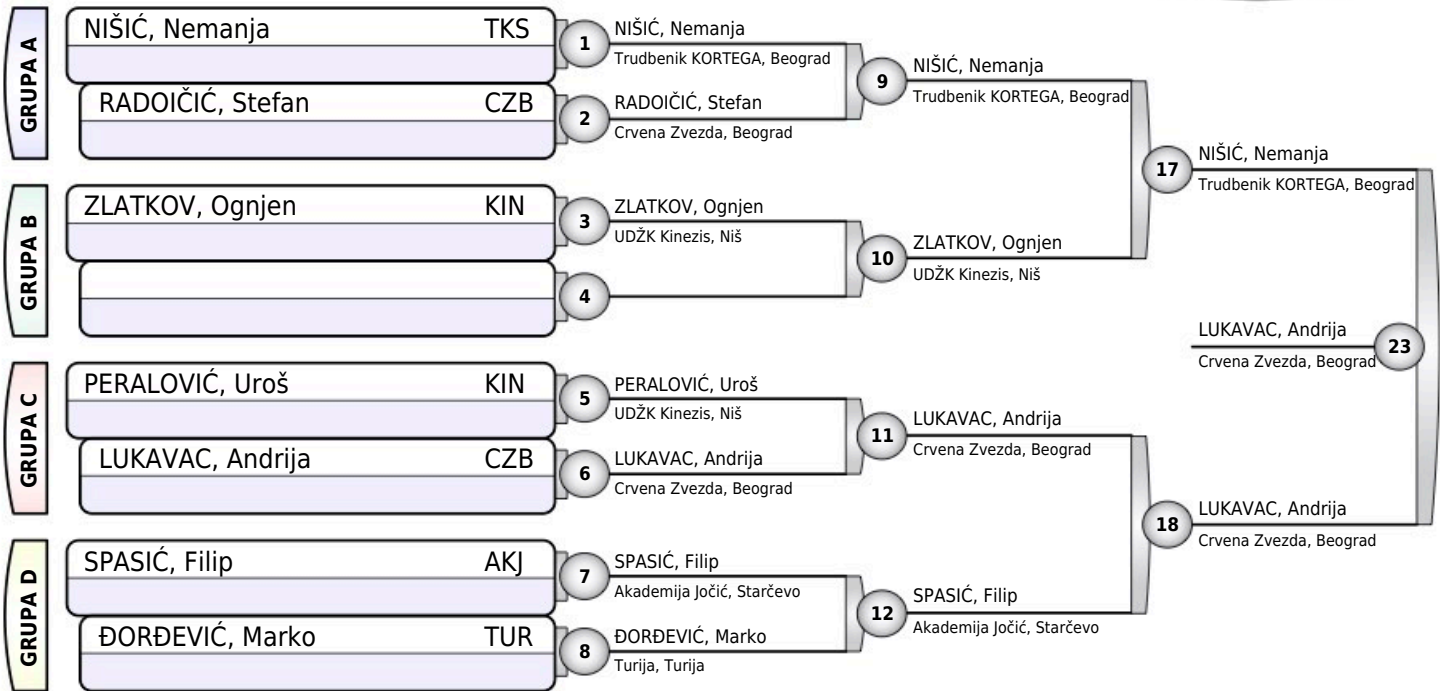 GRUPA A
NIŠIĆ, Nemanja TKS
RADOIČIĆ, Stefan CZB
1
NIŠIĆ, Nemanja
Trudbenik KORTEGA, Beograd
2
RADOIČIĆ, Stefan
Crvena Zvezda, Beograd
9
NIŠIĆ, Nemanja
Trudbenik KORTEGA, Beograd
GRUPA B
ZLATKOV, Ognjen KIN
3
ZLATKOV, Ognjen
UDŽK Kinezis, Niš
4
10
ZLATKOV, Ognjen
UDŽK Kinezis, Niš
17
NIŠIĆ, Nemanja
Trudbenik KORTEGA, Beograd
GRUPA C
PERALOVIĆ, Uroš KIN
LUKAVAC, Andrija CZB
5
PERALOVIĆ, Uroš
UDŽK Kinezis, Niš
6
LUKAVAC, Andrija
Crvena Zvezda, Beograd
11
LUKAVAC, Andrija
Crvena Zvezda, Beograd
GRUPA D
SPASIĆ, Filip AKJ
ĐORĐEVIĆ, Marko TUR
7
SPASIĆ, Filip
Akademija Jočić, Starčevo
8
ĐORĐEVIĆ, Marko
Turija, Turija
12
SPASIĆ, Filip
Akademija Jočić, Starčevo
18
LUKAVAC, Andrija
Crvena Zvezda, Beograd
LUKAVAC, Andrija
Crvena Zvezda, Beograd
23